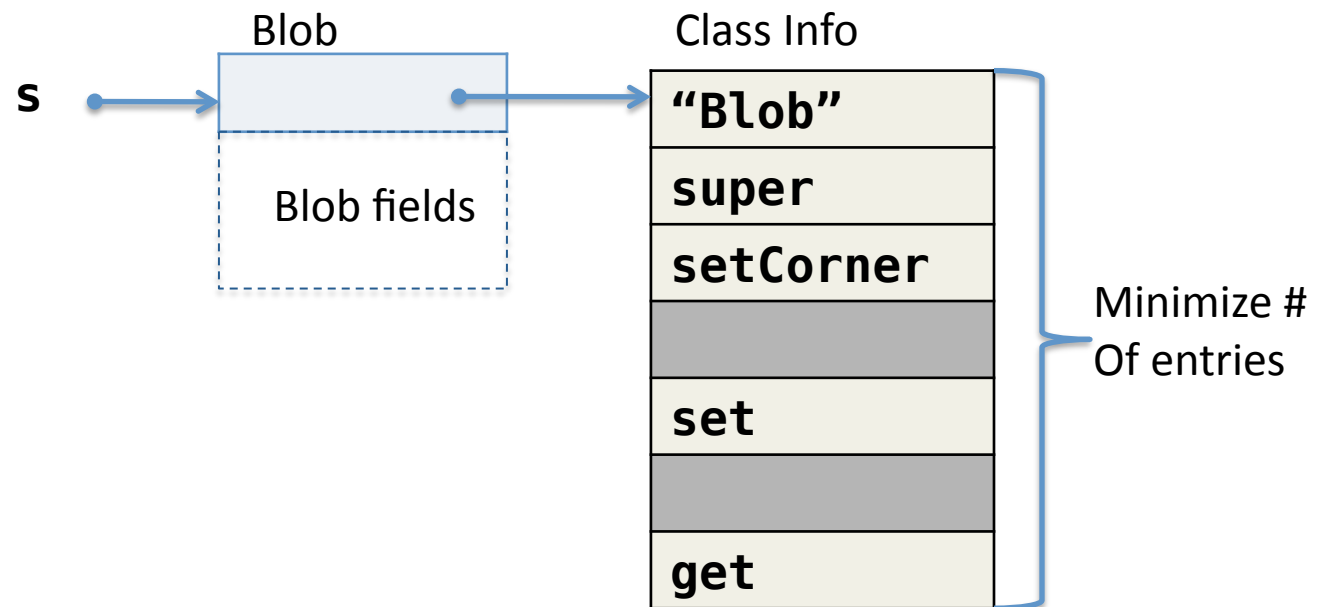 Blob
Class Info
s
“Blob”
super
Blob fields
setCorner
Minimize #
Of entries
set
get